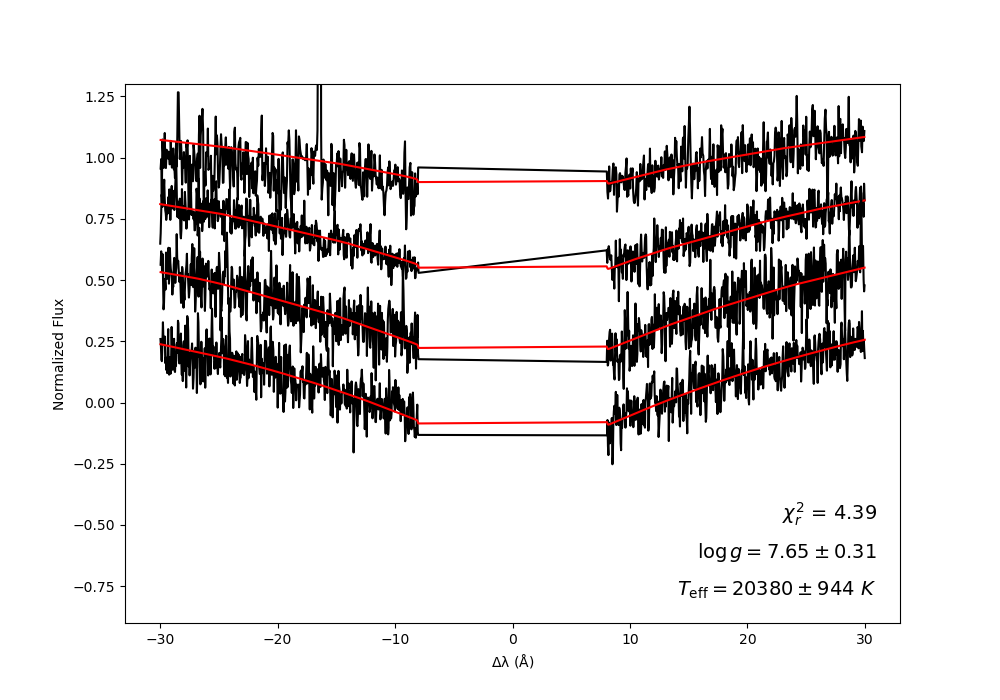 1.25
1.00
0.75
0.50
0.25
0.00
−0.25
−0.50
−0.75
Normalized Flux
χ²ᵣ = 4.39
log g = 7.65 ± 0.31
T_eff = 20380 ± 944 K
−30 −20 −10 0 10 20 30
Δλ (Å)